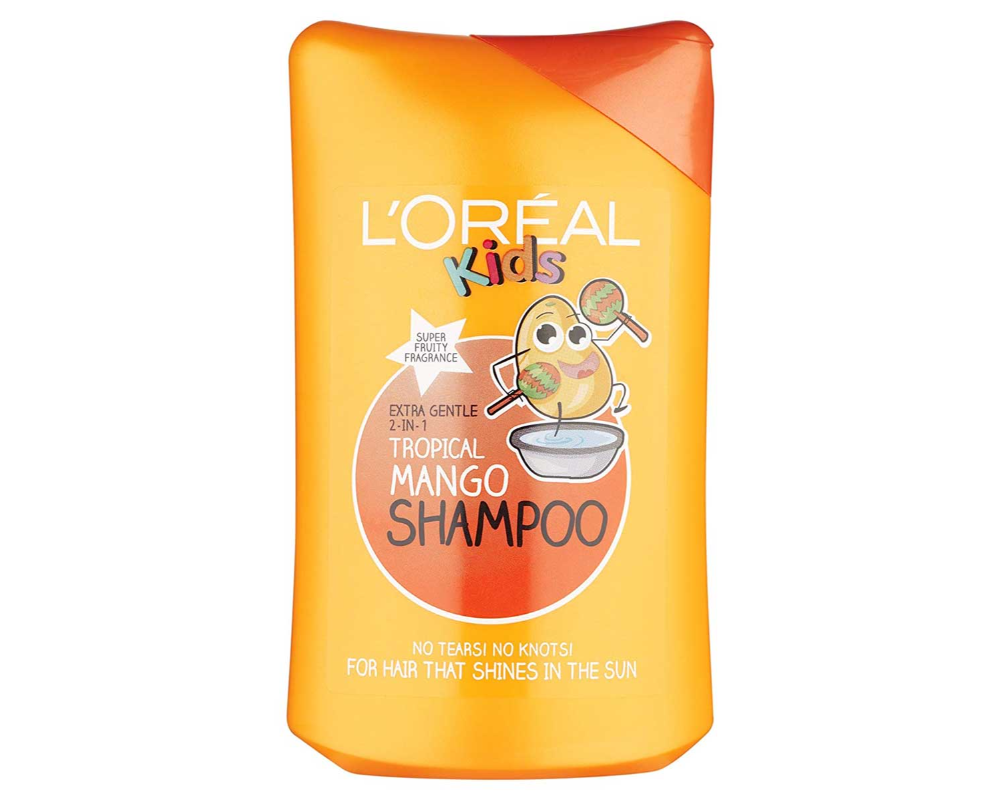 L'ORÉAL
Kids
SUPER
FRUITY
FRAGRANCE
EXTRA GENTLE
2-IN-1
TROPICAL
MANGO
SHAMPOO
NO TEARS! NO KNOTS!
FOR HAIR THAT SHINES IN THE SUN